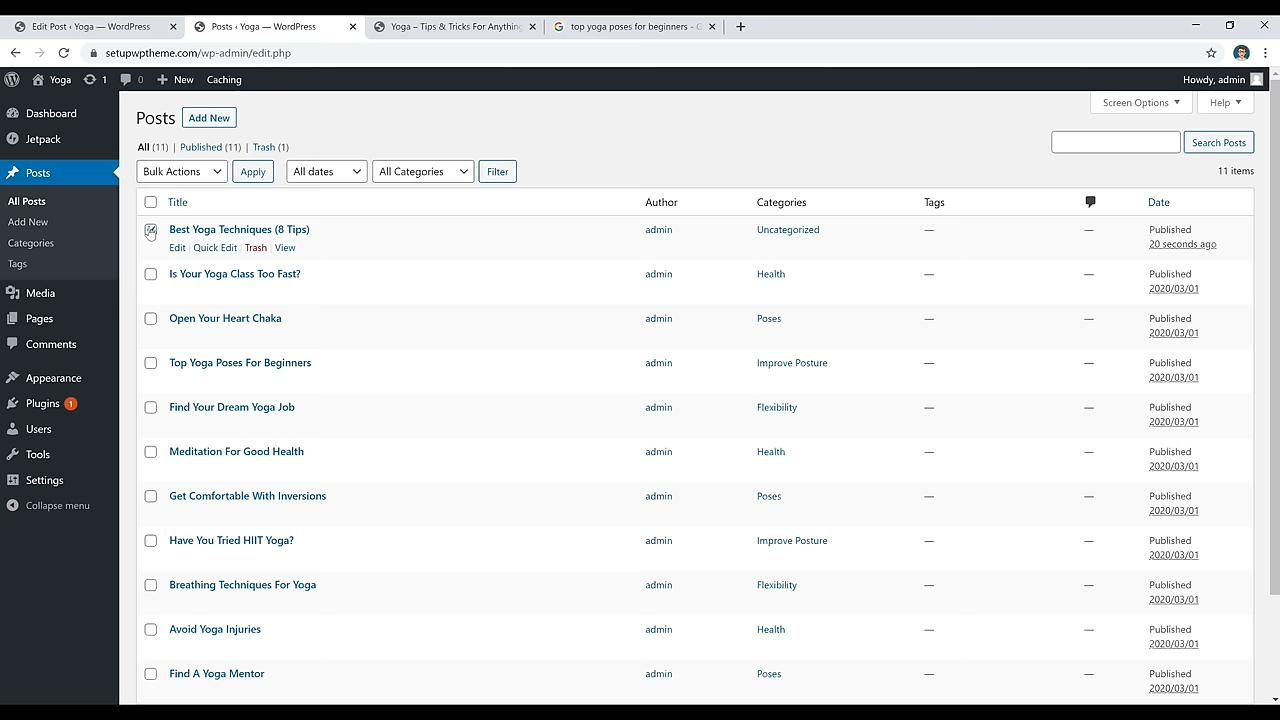 Edit Post ‹ Yoga — WordPress
Posts ‹ Yoga — WordPress
Yoga – Tips & Tricks For Anythin
top yoga poses for beginners - G
setupwptheme.com/wp-admin/edit.php
Yoga
1
0
New
Caching
Howdy, admin
Dashboard
Jetpack
Posts
All Posts
Add New
Categories
Tags
Media
Pages
Comments
Appearance
Plugins 1
Users
Tools
Settings
Collapse menu
Screen Options
Help
Posts
Add New
All (11) | Published (11) | Trash (1)
Search Posts
Bulk Actions
Apply
All dates
All Categories
Filter
11 items
Title Author Categories Tags Date
Best Yoga Techniques (8 Tips) admin Uncategorized — — Published
Edit | Quick Edit | Trash | View 20 seconds ago
Is Your Yoga Class Too Fast? admin Health — — Published
2020/03/01
Open Your Heart Chaka admin Poses — — Published
2020/03/01
Top Yoga Poses For Beginners admin Improve Posture — — Published
2020/03/01
Find Your Dream Yoga Job admin Flexibility — — Published
2020/03/01
Meditation For Good Health admin Health — — Published
2020/03/01
Get Comfortable With Inversions admin Poses — — Published
2020/03/01
Have You Tried HIIT Yoga? admin Improve Posture — — Published
2020/03/01
Breathing Techniques For Yoga admin Flexibility — — Published
2020/03/01
Avoid Yoga Injuries admin Health — — Published
2020/03/01
Find A Yoga Mentor admin Poses — — Published
2020/03/01